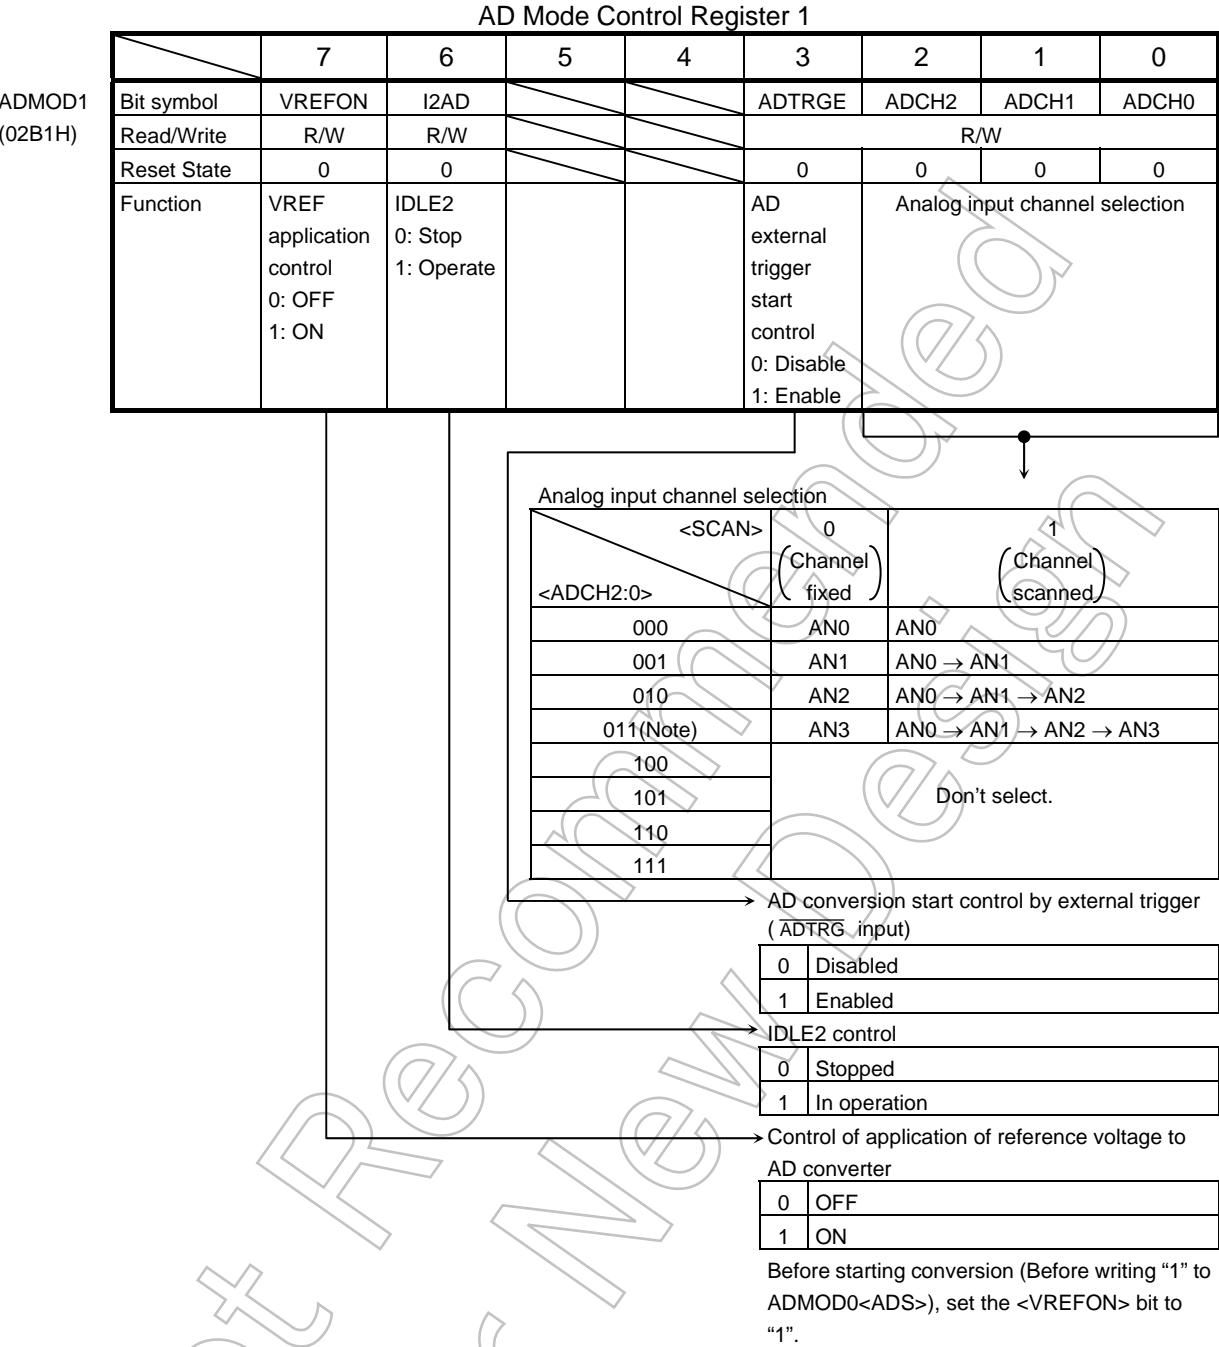 AD Mode Control Register 1
7 6 5 4 3 2 1 0
ADMOD1 Bit symbol VREFON I2AD ADTRGE ADCH2 ADCH1 ADCH0
(02B1H) Read/Write R/W R/W R/W
Reset State 0 0 0 0 0 0
Function VREF IDLE2 AD Analog input channel selection
application 0: Stop external
control 1: Operate trigger
0: OFF start
1: ON control
0: Disable
1: Enable
Analog input channel selection
<SCAN> 0 1
(Channel (Channel
<ADCH2:0> fixed) scanned)
000 AN0 AN0
001 AN1 AN0 → AN1
010 AN2 AN0 → AN1 → AN2
011(Note) AN3 AN0 → AN1 → AN2 → AN3
100
101 Don't select.
110
111
AD conversion start control by external trigger
( ADTRG input)
0 Disabled
1 Enabled
IDLE2 control
0 Stopped
1 In operation
Control of application of reference voltage to
AD converter
0 OFF
1 ON
Before starting conversion (Before writing “1” to
ADMOD0<ADS>), set the <VREFON> bit to
“1”.
Not Recommended
for New Design